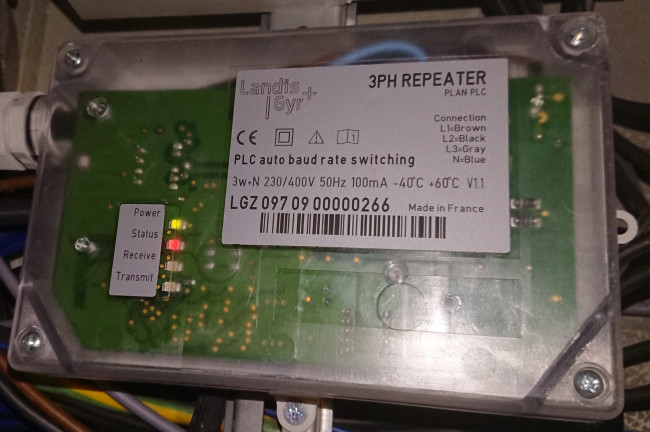 Landis
Gyr+
3PH REPEATER
PLAN PLC
Connection
L1=Brown
L2=Black
L3=Gray
N=Blue
CE
PLC auto baud rate switching
3w+N 230/400V 50Hz 100mA -40°C +60°C V1.1
LGZ 097 09 00000266
Made in France
Power
Status
Receive
Transmit